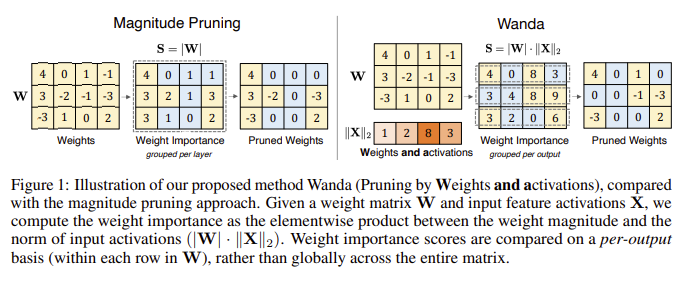 Magnitude Pruning
S = |W|
W
4 0 1 -1
3 -2 -1 -3
-3 1 0 2
Weights
4 0 1 1
3 2 1 3
3 1 0 2
Weight Importance
grouped per layer
4 0 0 0
3 -2 0 -3
-3 0 0 2
Pruned Weights
Wanda
S = |W| · ‖X‖₂
W
4 0 1 -1
3 -2 -1 -3
-3 1 0 2
‖X‖₂ 1 2 8 3
Weights and activations
4 0 8 3
3 4 8 9
3 2 0 6
Weight Importance
grouped per output
4 0 1 0
0 0 -1 -3
-3 0 0 2
Pruned Weights
Figure 1: Illustration of our proposed method Wanda (Pruning by Weights and activations), compared
with the magnitude pruning approach. Given a weight matrix W and input feature activations X, we
compute the weight importance as the elementwise product between the weight magnitude and the
norm of input activations (|W| · ‖X‖₂). Weight importance scores are compared on a per-output
basis (within each row in W), rather than globally across the entire matrix.